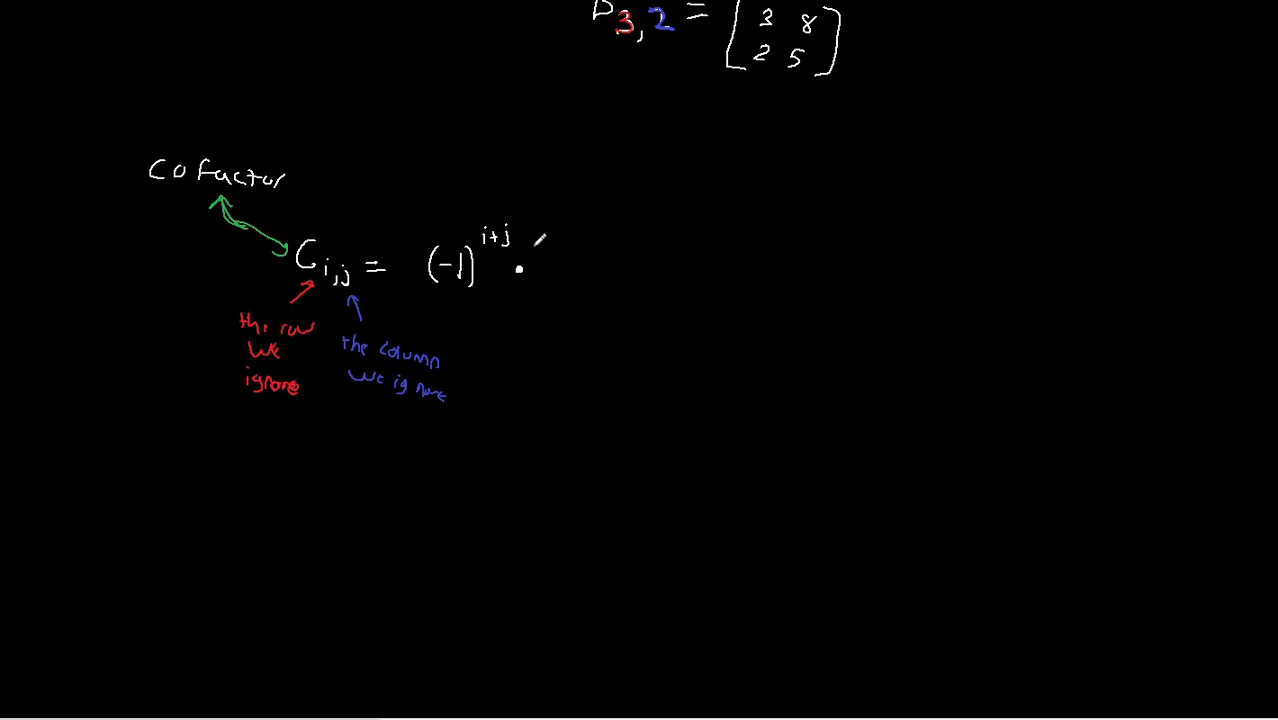 3,2 = [3 8
2 5]
Cofactor
C i,j = (-1)^i+j ·
the row
we
ignore
the column
we ignore